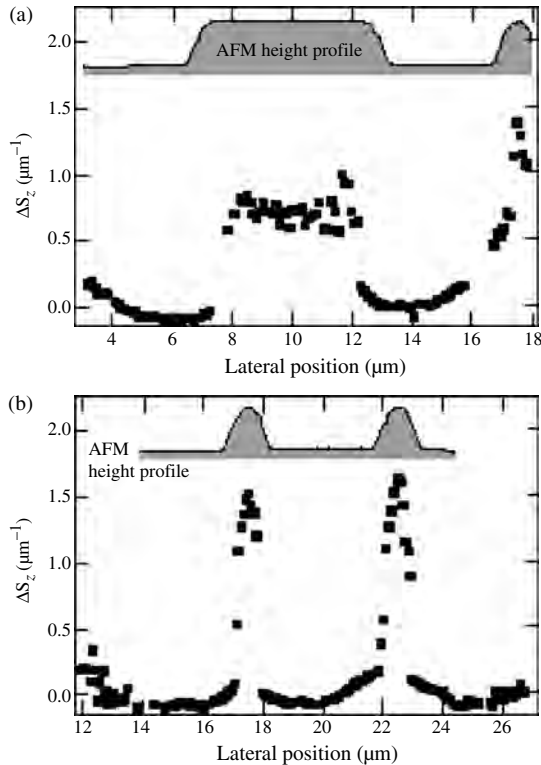 (a)
2.0
AFM height profile
1.5
1.0
0.5
0.0
ΔSz (μm−1)
4 6 8 10 12 14 16 18
Lateral position (μm)
(b)
2.0
AFM
height profile
1.5
1.0
0.5
0.0
ΔSz (μm−1)
12 14 16 18 20 22 24 26
Lateral position (μm)